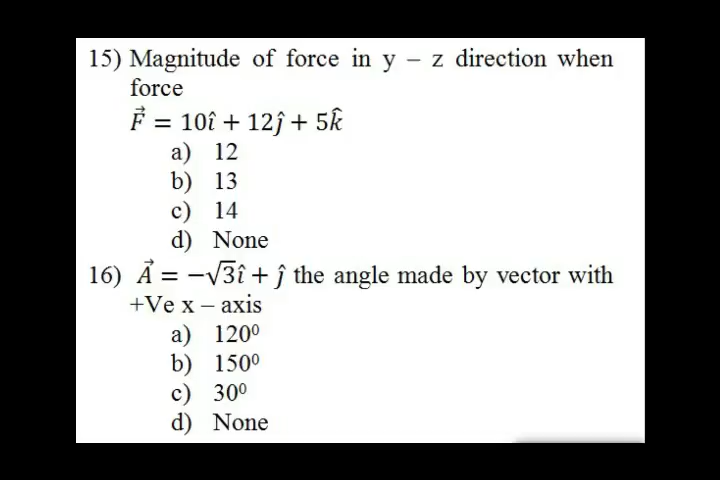 15) Magnitude of force in y – z direction when
force
F⃗ = 10î + 12ĵ + 5k̂
a) 12
b) 13
c) 14
d) None
16) A⃗ = −√3î + ĵ the angle made by vector with
+Ve x – axis
a) 120⁰
b) 150⁰
c) 30⁰
d) None